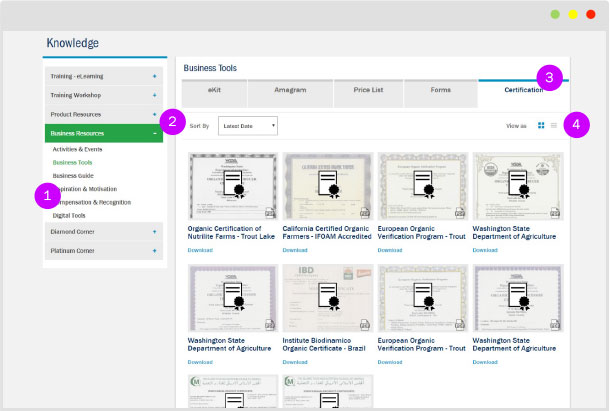 Knowledge
Training - eLearning +
Training Workshop +
Product Resources +
Business Resources -
Activities & Events
Business Tools
Business Guide
& Motivation
& Recognition
Digital Tools
Diamond Corner +
Platinum Corner +
1
2
3
4
Business Tools
eKit
Amagram
Price List
Forms
Certification
Sort By
Latest Date
View as
Organic Certification of
Nutrilite Farms - Trout Lake
Download
California Certified Organic
Farmers - IFOAM Accredited
Download
European Organic
Verification Program - Trout
Download
Washington State
Department of Agriculture
Download
Washington State
Department of Agriculture
Download
IBD
Institute Biodinamico
Organic Certificate - Brazil
Download
European Organic
Verification Program - Trout
Download
Washington State
Department of Agriculture
Download